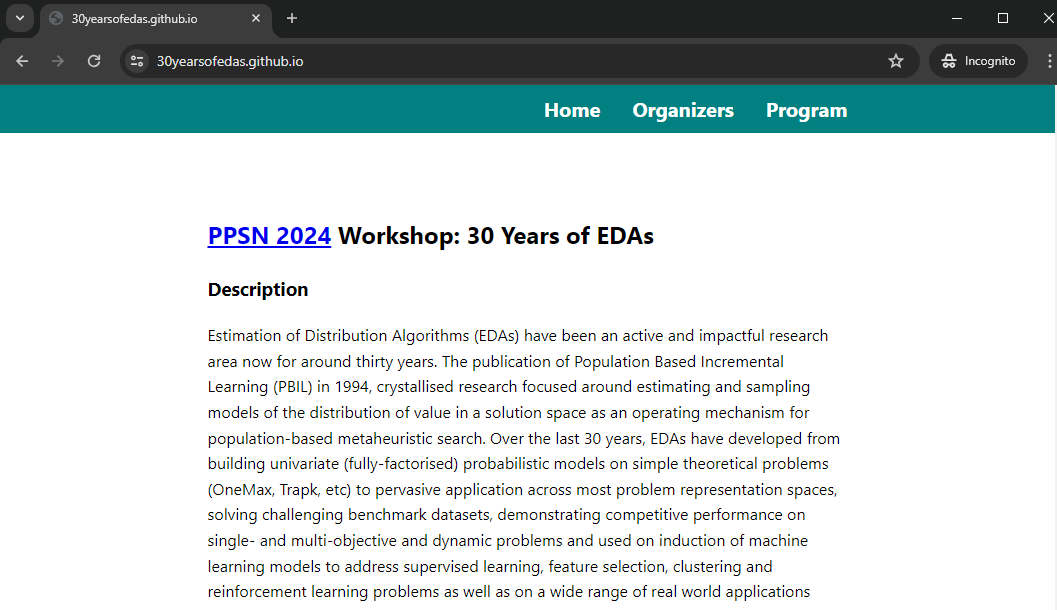 30yearsofedas.github.io
30yearsofedas.github.io
Incognito
Home Organizers Program
PPSN 2024 Workshop: 30 Years of EDAs
Description
Estimation of Distribution Algorithms (EDAs) have been an active and impactful research
area now for around thirty years. The publication of Population Based Incremental
Learning (PBIL) in 1994, crystallised research focused around estimating and sampling
models of the distribution of value in a solution space as an operating mechanism for
population-based metaheuristic search. Over the last 30 years, EDAs have developed from
building univariate (fully-factorised) probabilistic models on simple theoretical problems
(OneMax, Trapk, etc) to pervasive application across most problem representation spaces,
solving challenging benchmark datasets, demonstrating competitive performance on
single- and multi-objective and dynamic problems and used on induction of machine
learning models to address supervised learning, feature selection, clustering and
reinforcement learning problems as well as on a wide range of real world applications